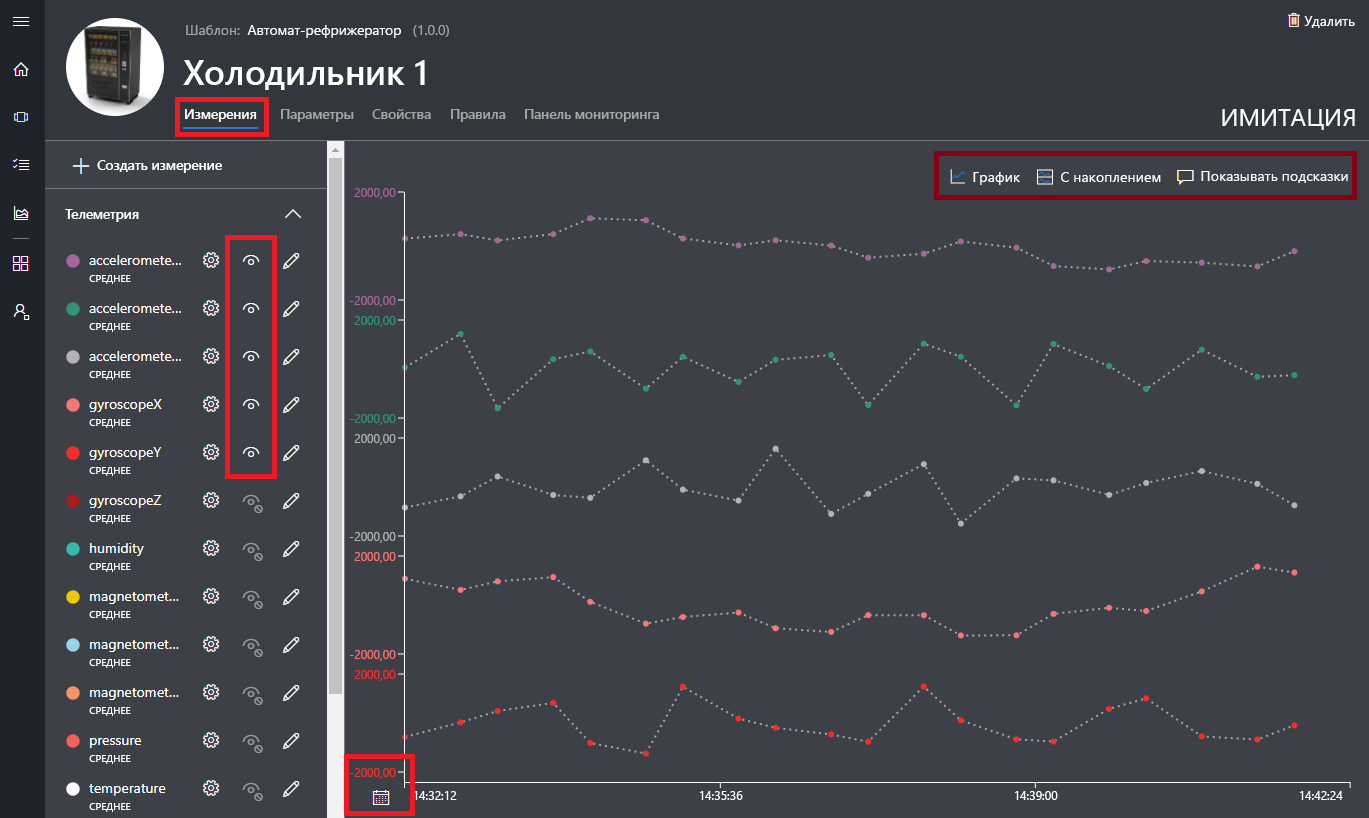 Шаблон: Автомат-рефрижератор (1.0.0)
Удалить
Холодильник 1
Измерения Параметры Свойства Правила Панель мониторинга
ИМИТАЦИЯ
Создать измерение
График С накоплением Показывать подсказки
Телеметрия
acceleromete...
СРЕДНЕЕ
acceleromete...
СРЕДНЕЕ
acceleromete...
СРЕДНЕЕ
gyroscopeX
СРЕДНЕЕ
gyroscopeY
СРЕДНЕЕ
gyroscopeZ
СРЕДНЕЕ
humidity
СРЕДНЕЕ
magnetomet...
СРЕДНЕЕ
magnetomet...
СРЕДНЕЕ
magnetomet...
СРЕДНЕЕ
pressure
СРЕДНЕЕ
temperature
СРЕДНЕЕ
2000,00
-2000,00
2000,00
-2000,00
2000,00
-2000,00
2000,00
-2000,00
2000,00
-2000,00
14:32:12 14:35:36 14:39:00 14:42:24